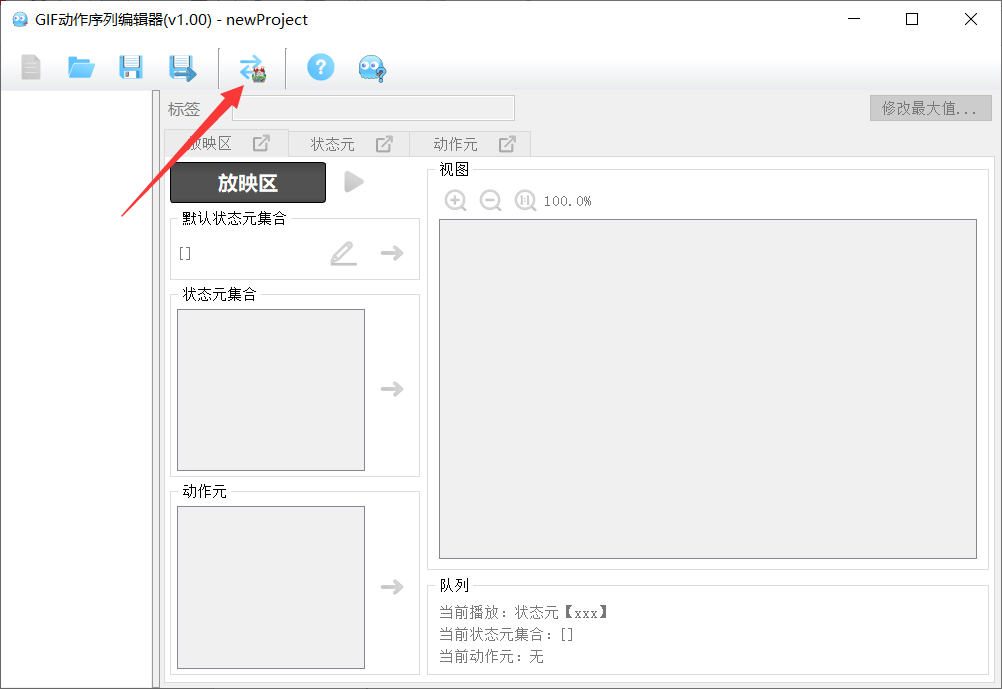 GIF动作序列编辑器(v1.00) - newProject
标签
修改最大值...
放映区
状态元
动作元
放映区
默认状态元集合
[]
状态元集合
动作元
视图
100.0%
队列
当前播放: 状态元【xxx】
当前状态元集合: []
当前动作元: 无